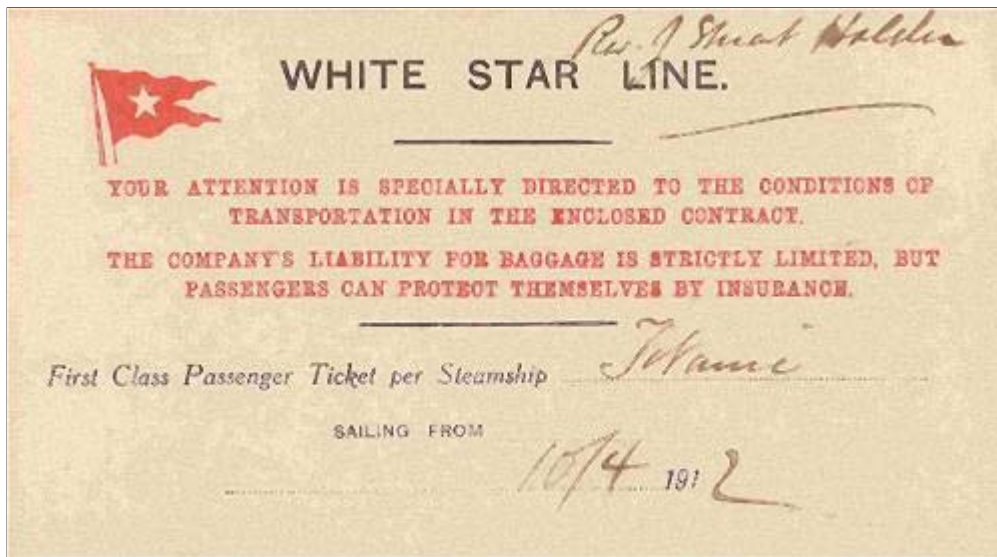 Rev. J Stuart Holden
WHITE STAR LINE.
YOUR ATTENTION IS SPECIALLY DIRECTED TO THE CONDITIONS OF
TRANSPORTATION IN THE ENCLOSED CONTRACT.
THE COMPANY'S LIABILITY FOR BAGGAGE IS STRICTLY LIMITED, BUT
PASSENGERS CAN PROTECT THEMSELVES BY INSURANCE.
First Class Passenger Ticket per Steamship Titanic
SAILING FROM
10/4 1912